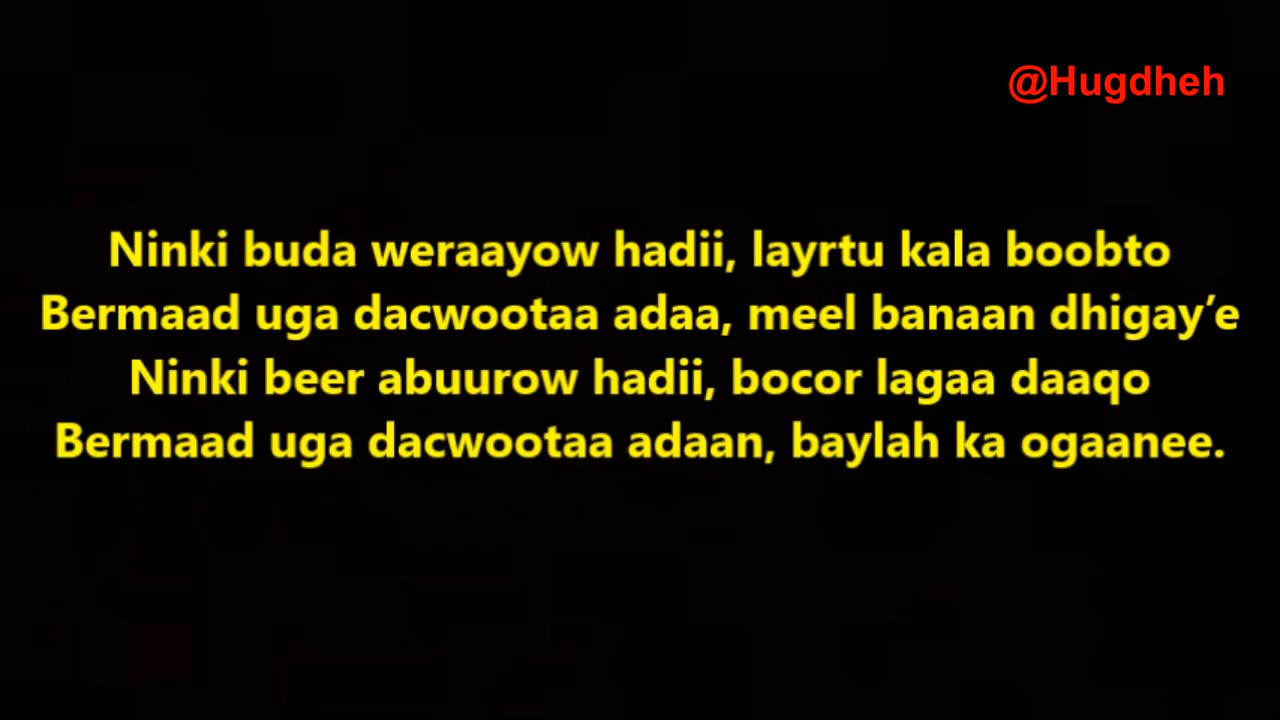 @Hugdheh
Ninki buda weraayow hadii, layrtu kala boobto
Bermaad uga dacwootaa adaa, meel banaan dhigay’e
Ninki beer abuurow hadii, bocor lagaa daaqo
Bermaad uga dacwootaa adaan, baylah ka ogaanee.